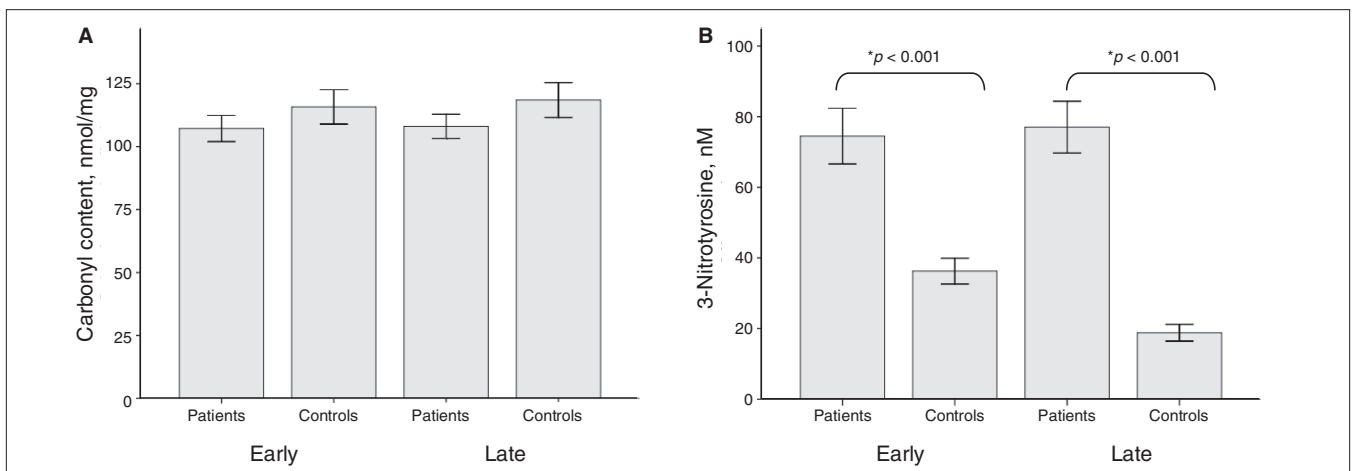 A
Carbonyl content, nmol/mg
125
100
75
50
25
0
Patients
Controls
Patients
Controls
Early
Late
B
3-Nitrotyrosine, nM
100
80
60
40
20
0
*p < 0.001
*p < 0.001
Patients
Controls
Patients
Controls
Early
Late